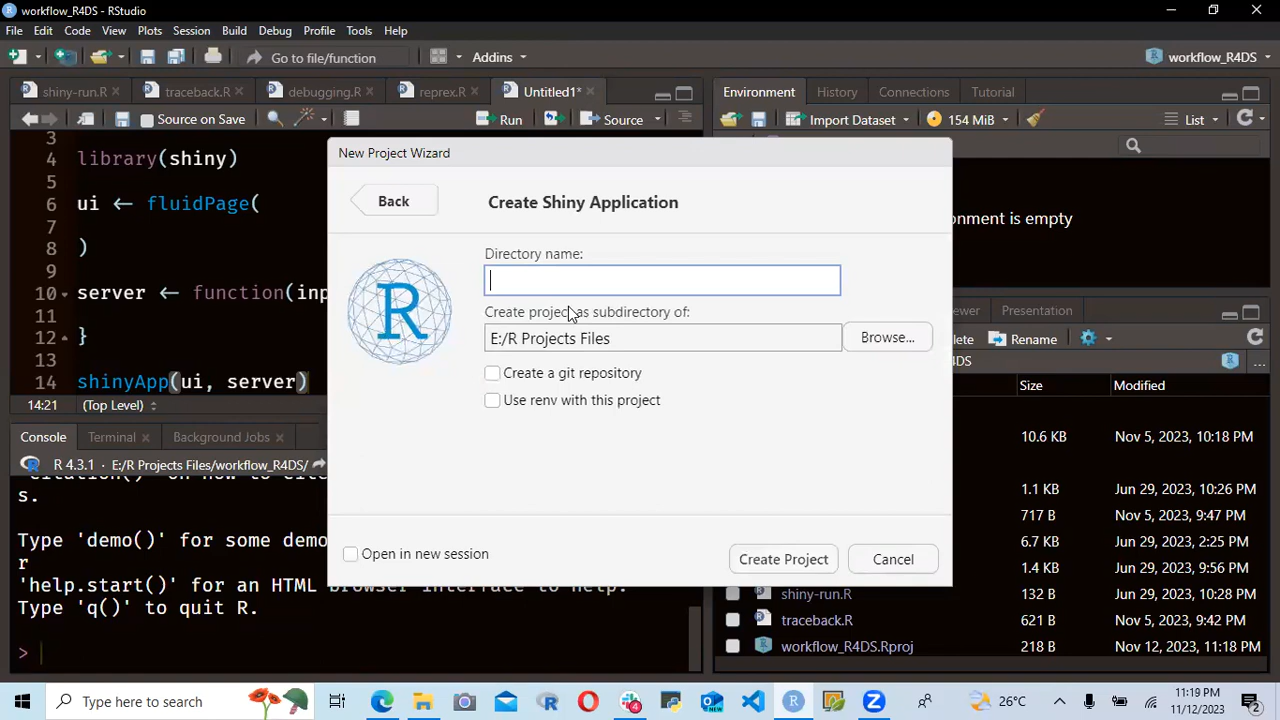 workflow_R4DS - RStudio
File Edit Code View Plots Session Build Debug Profile Tools Help
Go to file/function Addins workflow_R4DS
shiny-run.R traceback.R debugging.R reprex.R Untitled1*
Source on Save Run Source
3
4 library(shiny)
5
6 ui ← fluidPage(
7
8 )
9
10 server ← function(inp
11
12 }
13
14 shinyApp(ui, server)
14:21 (Top Level)
Console Terminal Background Jobs
R 4.3.1 · E:/R Projects Files/workflow_R4DS/
s.
Type 'demo()' for some dem
r
'help.start()' for an HTML browser interface to help.
Type 'q()' to quit R.
>
New Project Wizard
Back
Create Shiny Application
Directory name:
Create project as subdirectory of:
E:/R Projects Files
Browse...
Create a git repository
Use renv with this project
R
Open in new session
Create Project
Cancel
Environment History Connections Tutorial
Import Dataset 154 MiB List
onment is empty
ewer Presentation
lete Rename
4DS ...
Size Modified
10.6 KB Nov 5, 2023, 10:18 PM
1.1 KB Jun 29, 2023, 10:26 PM
717 B Nov 5, 2023, 9:47 PM
6.7 KB Jun 29, 2023, 2:25 PM
1.4 KB Nov 5, 2023, 9:56 PM
shiny-run.R 132 B Nov 5, 2023, 10:28 PM
traceback.R 621 B Nov 5, 2023, 9:42 PM
workflow_R4DS.Rproj 218 B Nov 12, 2023, 11:18 PM
Type here to search
4
26°C
11:19 PM
11/12/2023
2